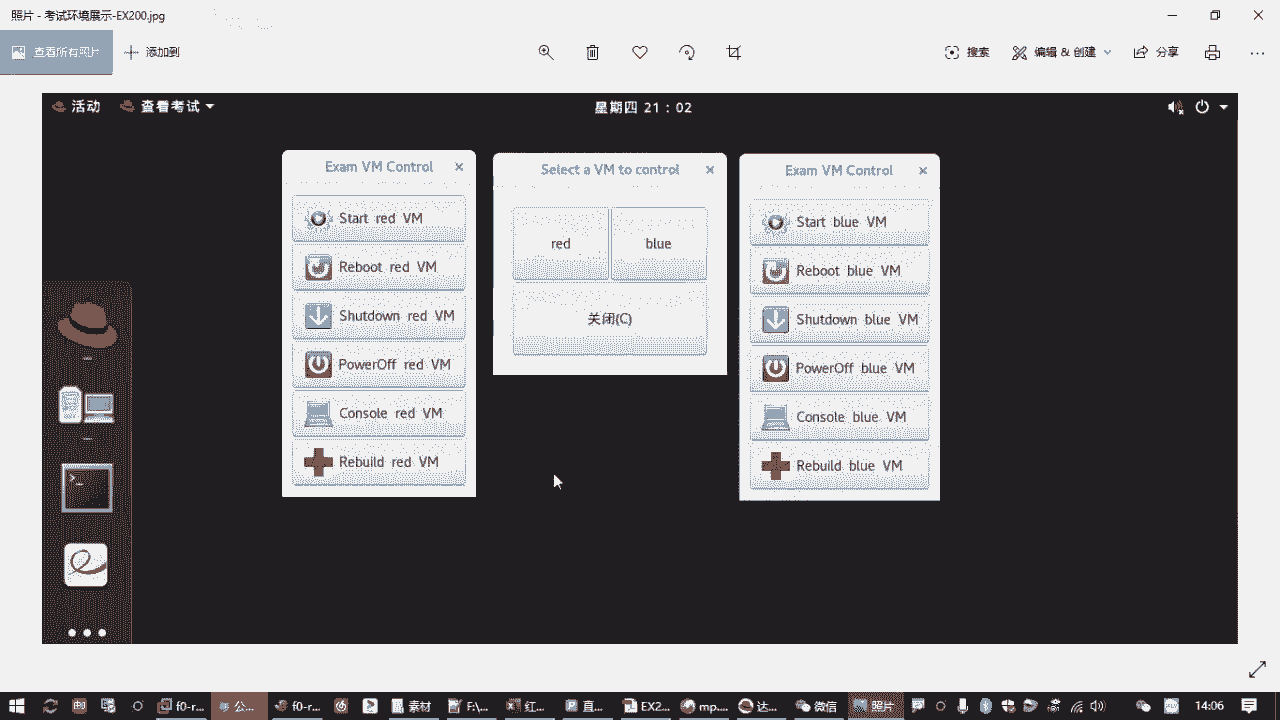 照片 - 考试环境展示-EX200.jpg
查看所有照片
添加到
搜索
编辑 & 创建
分享
活动
查看考试
星期四 21：02
Exam VM Control
Start red VM
Reboot red VM
Shutdown red VM
PowerOff red VM
Console red VM
Rebuild red VM
Select a VM to control
red
blue
关闭(C)
Exam VM Control
Start blue VM
Reboot blue VM
Shutdown blue VM
PowerOff blue VM
Console blue VM
Rebuild blue VM
f0-r...
公...
f0-r...
素材
F:\...
红...
直...
EX2...
mp...
达...
微信
照片
14:06